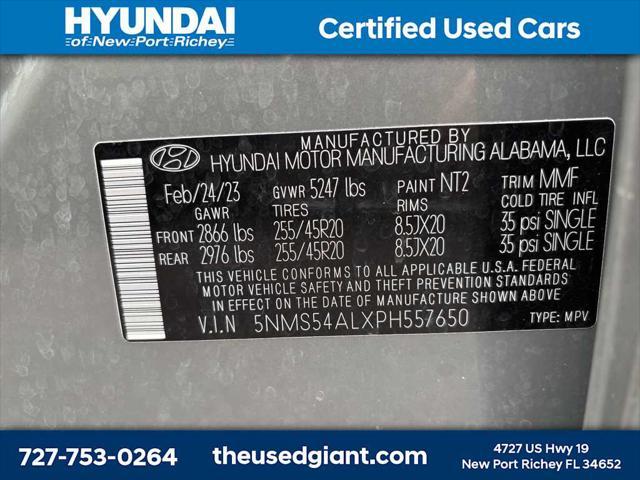 HYUNDAI
of New Port Richey
Certified Used Cars
MANUFACTURED BY
HYUNDAI MOTOR MANUFACTURING ALABAMA, LLC
Feb/24/23 GVWR 5247 lbs PAINT NT2 TRIM MMF
GAWR TIRES RIMS COLD TIRE INFL
FRONT 2866 lbs 255/45R20 8.5JX20 35 psi SINGLE
REAR 2976 lbs 255/45R20 8.5JX20 35 psi SINGLE
THIS VEHICLE CONFORMS TO ALL APPLICABLE U.S.A. FEDERAL
MOTOR VEHICLE SAFETY AND THEFT PREVENTION STANDARDS
IN EFFECT ON THE DATE OF MANUFACTURE SHOWN ABOVE.
V.I.N 5NMS54ALXPH557650 TYPE: MPV
727-753-0264
theusedgiant.com
4727 US Hwy 19
New Port Richey FL 34652